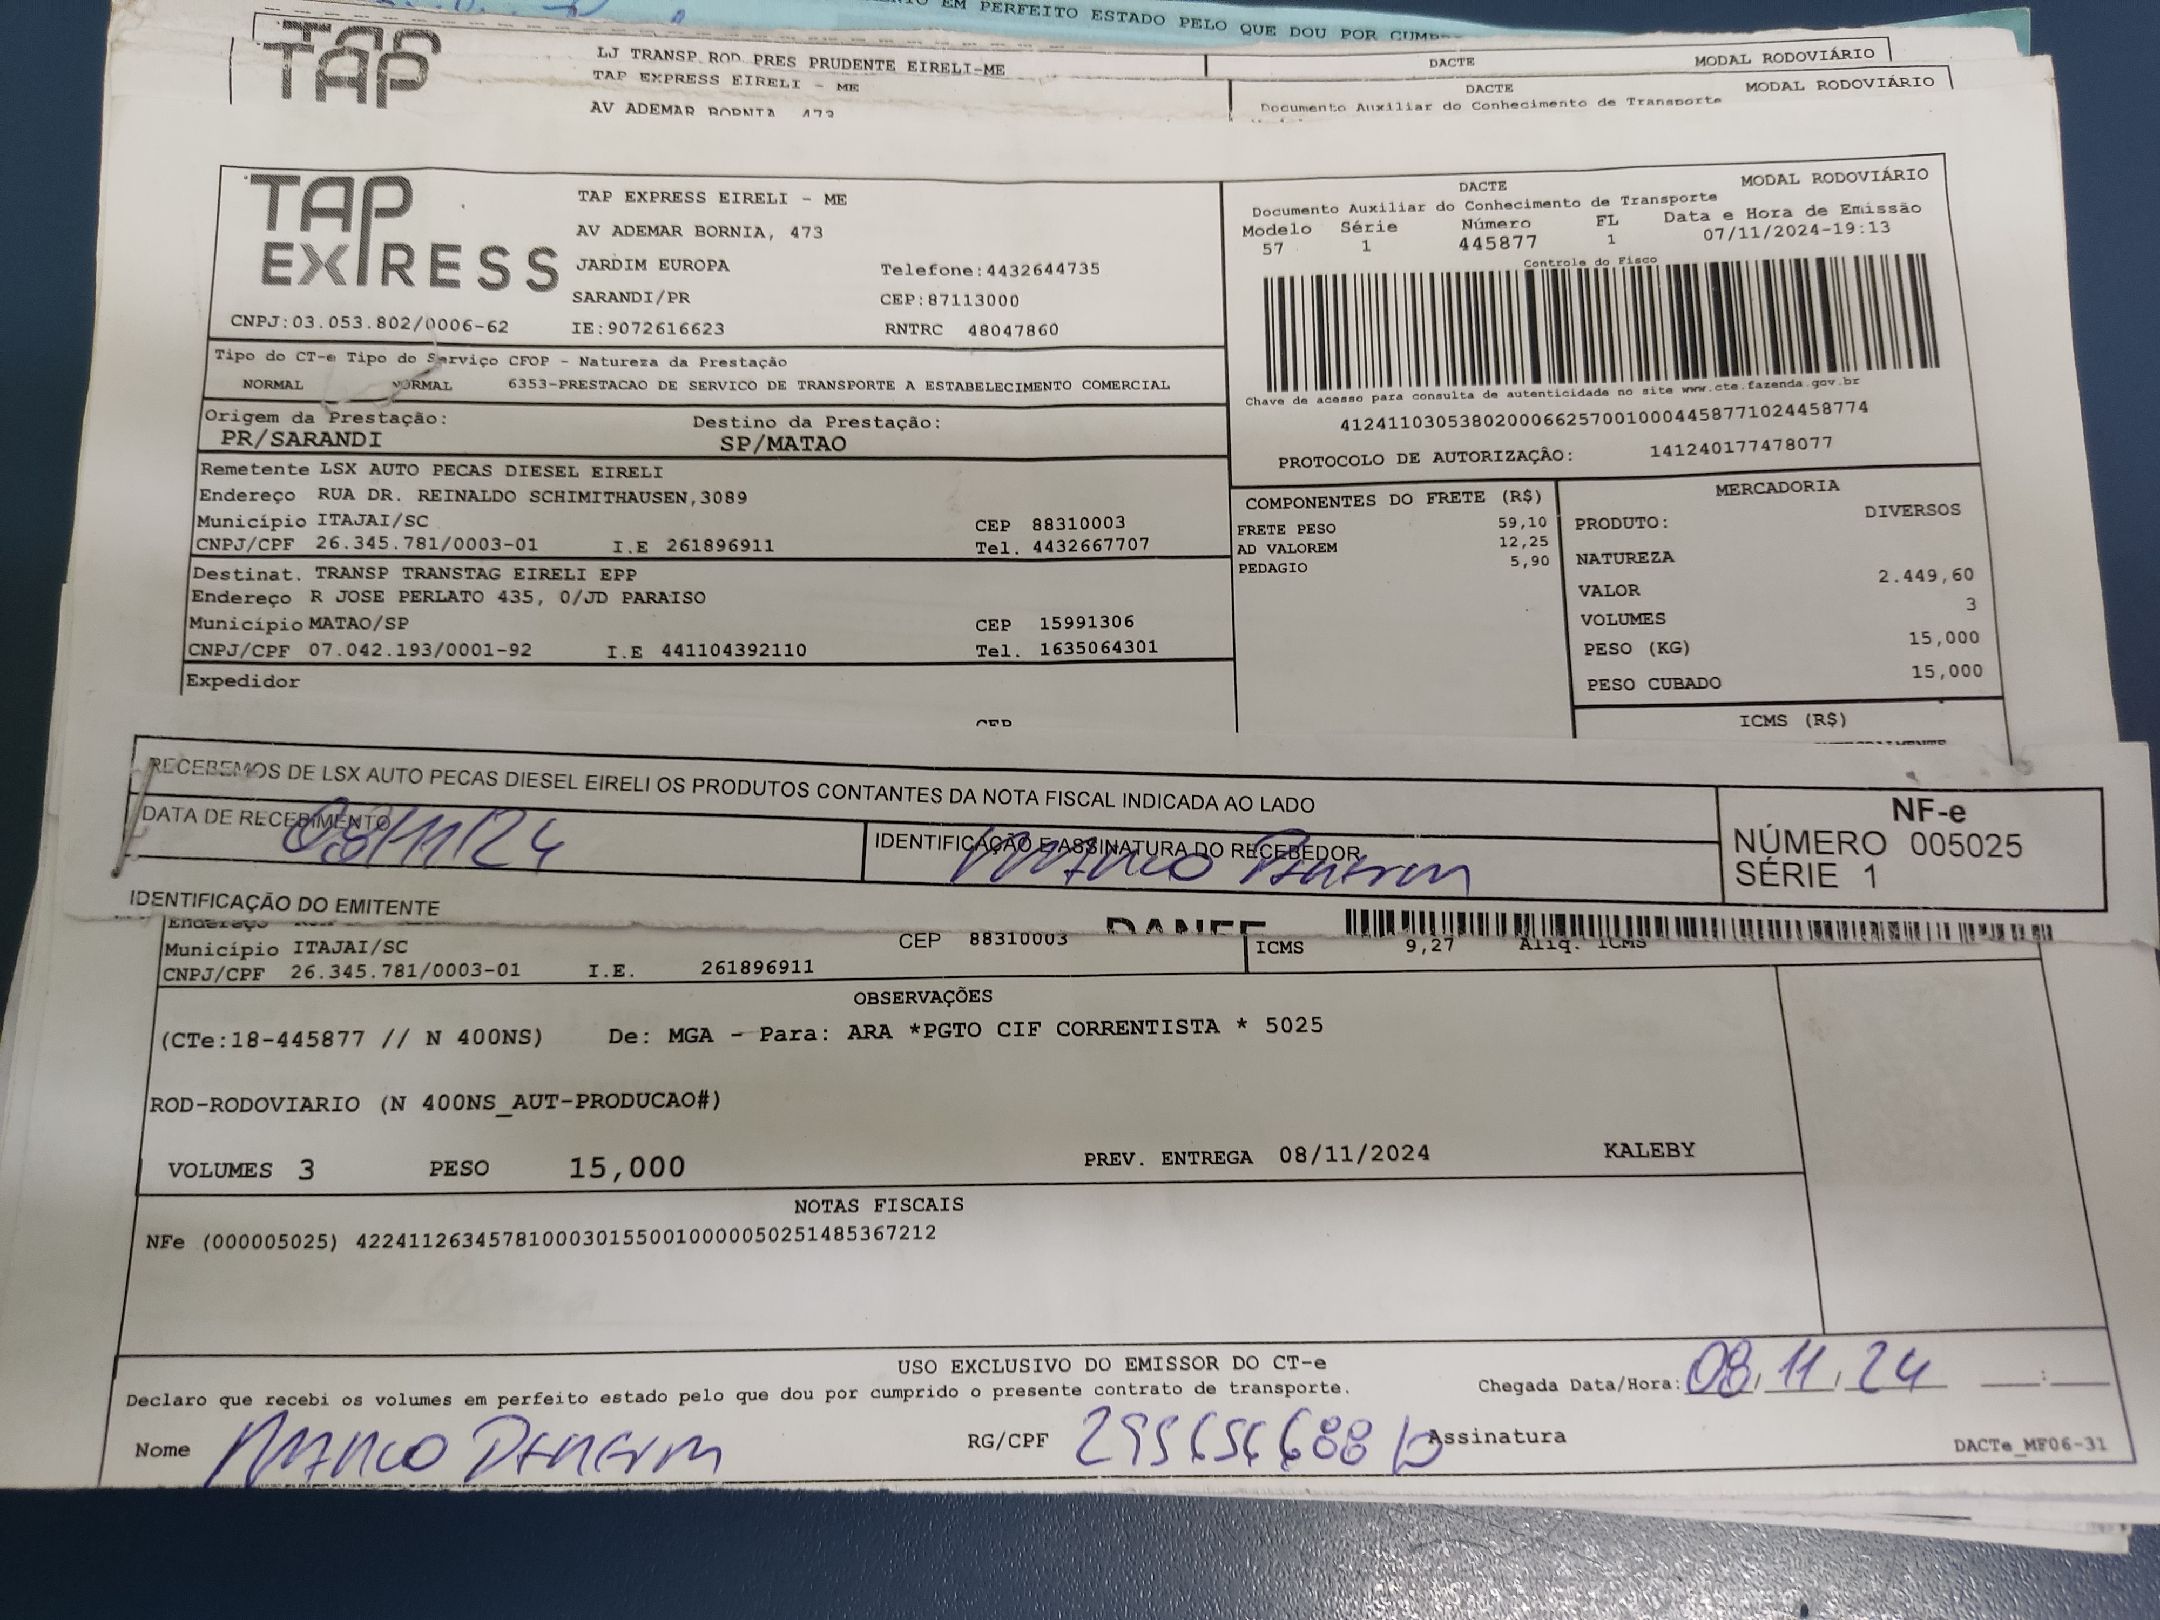 EM PERFEITO ESTADO PELO QUE DOU POR
TAP
LJ TRANSP ROD PRES PRUDENTE EIRELI-ME
DACTE
MODAL RODOVIÁRIO
TAP
TAP EXPRESS EIRELI - ME
DACTE
MODAL RODOVIÁRIO
AV ADEMAR BORNIA, 473
Documento Auxiliar do Conhecimento de Transporte
TAP EXPRESS
TAP EXPRESS EIRELI - ME
AV ADEMAR BORNIA, 473
JARDIM EUROPA
Telefone:4432644735
SARANDI/PR
CEP:87113000
CNPJ:03.053.802/0006-62
IE:9072616623
RNTRC 48047860
DACTE
MODAL RODOVIÁRIO
Documento Auxiliar do Conhecimento de Transporte
Modelo Série Número FL Data e Hora de Emissão
57 1 445877 1 07/11/2024-19:13
Controle do Fisco
Chave de acesso para consulta de autenticidade no site www.cte.fazenda.gov.br
41241103053802000662570010004458771024458774
PROTOCOLO DE AUTORIZAÇÃO: 141240177478077
Tipo do CT-e Tipo do Serviço CFOP - Natureza da Prestação
NORMAL NORMAL 6353-PRESTACAO DE SERVICO DE TRANSPORTE A ESTABELECIMENTO COMERCIAL
Origem da Prestação: Destino da Prestação:
PR/SARANDI SP/MATAO
Remetente LSX AUTO PECAS DIESEL EIRELI
Endereço RUA DR. REINALDO SCHIMITHAUSEN,3089
Município ITAJAI/SC CEP 88310003
CNPJ/CPF 26.345.781/0003-01 I.E 261896911 Tel. 4432667707
Destinat. TRANSP TRANSTAG EIRELI EPP
Endereço R JOSE PERLATO 435, 0/JD PARAISO
Município MATAO/SP CEP 15991306
CNPJ/CPF 07.042.193/0001-92 I.E 441104392110 Tel. 1635064301
Expedidor
CEP
COMPONENTES DO FRETE (R$)
FRETE PESO 59,10
AD VALOREM 12,25
PEDAGIO 5,90
MERCADORIA
PRODUTO: DIVERSOS
NATUREZA
VALOR 2.449,60
VOLUMES 3
PESO (KG) 15,000
PESO CUBADO 15,000
ICMS (R$)
RECEBEMOS DE LSX AUTO PECAS DIESEL EIRELI OS PRODUTOS CONTANTES DA NOTA FISCAL INDICADA AO LADO
DATA DE RECEBIMENTO
08/11/24
IDENTIFICAÇÃO E ASSINATURA DO RECEBEDOR
NF-e
NÚMERO 005025
SÉRIE 1
IDENTIFICAÇÃO DO EMITENTE
DANFE
Endereço
Município ITAJAI/SC CEP 88310003
CNPJ/CPF 26.345.781/0003-01 I.E. 261896911
ICMS 9,27 Aliq. ICMS
OBSERVAÇÕES
(CTe:18-445877 // N 400NS) De: MGA - Para: ARA *PGTO CIF CORRENTISTA * 5025
ROD-RODOVIARIO (N 400NS_AUT-PRODUCAO#)
VOLUMES 3 PESO 15,000 PREV. ENTREGA 08/11/2024 KALEBY
NOTAS FISCAIS
NFe (000005025) 42241126345781000301550010000050251485367212
USO EXCLUSIVO DO EMISSOR DO CT-e
Declaro que recebi os volumes em perfeito estado pelo que dou por cumprido o presente contrato de transporte.
Chegada Data/Hora: 08/11/24
Nome
RG/CPF
Assinatura
DACTe_MF06-31